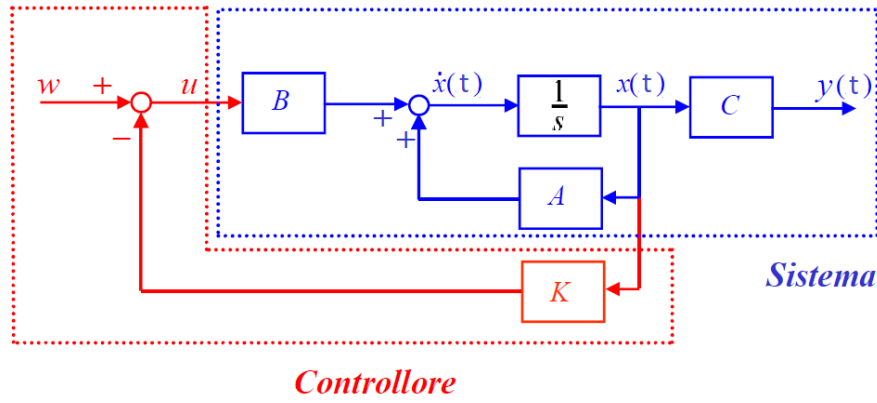 w + u B ẋ(t) 1/s x(t) C y(t)
− + +
A
K
Sistema
Controllore